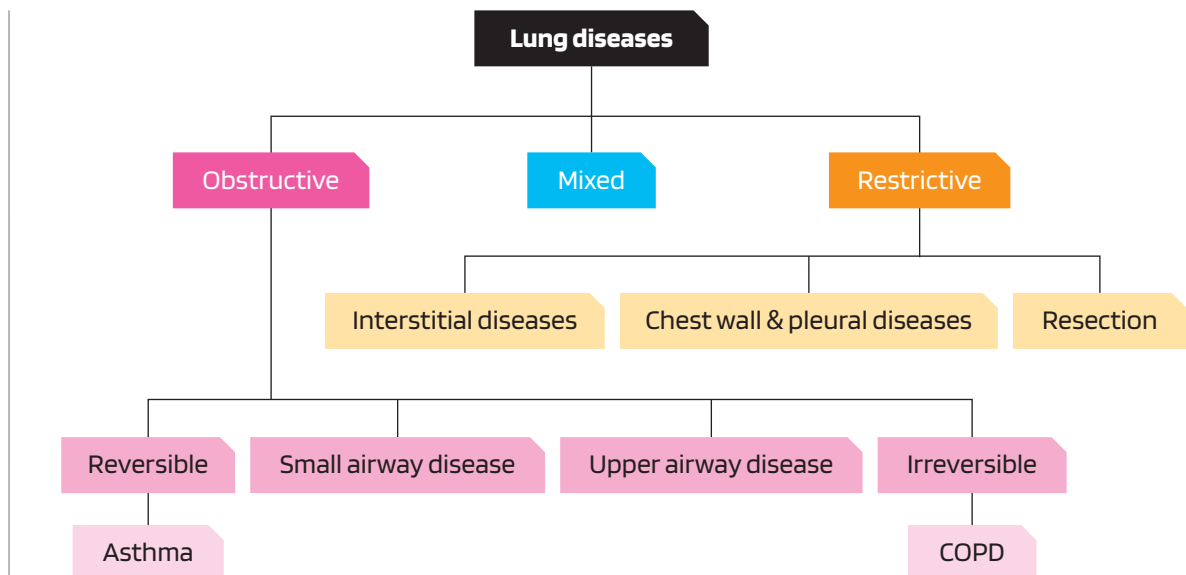 Lung diseases
Obstructive
Mixed
Restrictive
Interstitial diseases
Chest wall & pleural diseases
Resection
Reversible
Small airway disease
Upper airway disease
Irreversible
Asthma
COPD